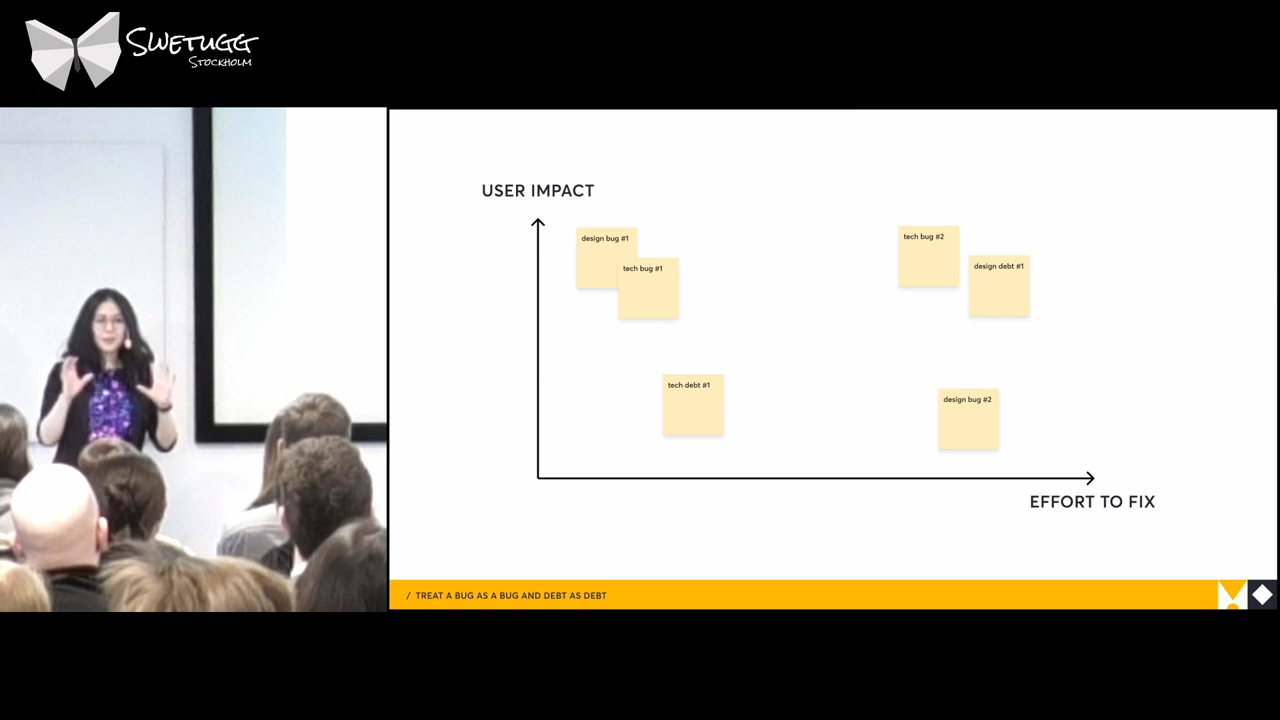 SWETUGG
STOCKHOLM
USER IMPACT
design bug #1
tech bug #1
tech bug #2
design debt #1
tech debt #1
design bug #2
EFFORT TO FIX
/ TREAT A BUG AS A BUG AND DEBT AS DEBT